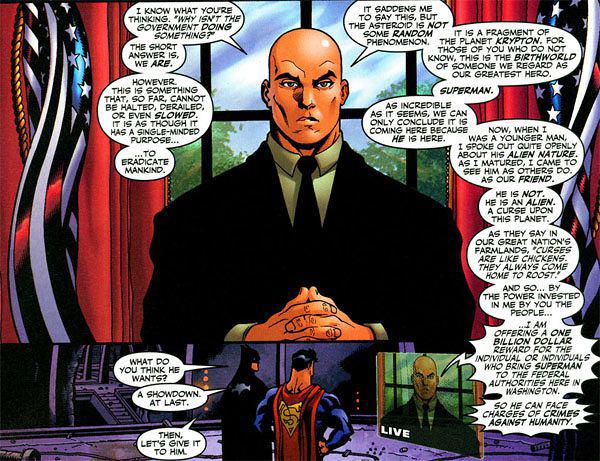 I KNOW WHAT YOU'RE
THINKING. "WHY ISN'T THE
GOVERNMENT DOING
SOMETHING?"
THE SHORT
ANSWER IS,
WE ARE.
HOWEVER.
THIS IS SOMETHING
THAT, SO FAR, CANNOT
BE HALTED, DERAILED,
OR EVEN SLOWED.
IT IS AS THOUGH IT
HAS A SINGLE-MINDED
PURPOSE...
...TO
ERADICATE
MANKIND.
IT SADDENS ME
TO SAY THIS, BUT
THE ASTEROID IS NOT
SOME RANDOM
PHENOMENON.
IT IS A FRAGMENT OF
THE PLANET KRYPTON. FOR
THOSE OF YOU WHO DO NOT
KNOW, THIS IS THE BIRTHWORLD
OF SOMEONE WE REGARD AS
OUR GREATEST HERO.
SUPERMAN.
AS INCREDIBLE
AS IT SEEMS, WE CAN
ONLY CONCLUDE IT IS
COMING HERE BECAUSE
HE IS HERE.
NOW, WHEN I
WAS A YOUNGER MAN,
I SPOKE OUT QUITE OPENLY
ABOUT HIS ALIEN NATURE.
AS I MATURED, I CAME TO
SEE HIM AS OTHERS DO.
AS OUR FRIEND.
HE IS NOT.
HE IS AN ALIEN.
A CURSE UPON
THIS PLANET.
AS THEY SAY IN
OUR GREAT NATION'S
FARMLANDS, "CURSES
ARE LIKE CHICKENS.
THEY ALWAYS COME
HOME TO ROOST."
AND SO... BY
THE POWER INVESTED
IN ME BY YOU THE
PEOPLE...
...I AM
OFFERING A ONE
BILLION DOLLAR
REWARD FOR THE
INDIVIDUAL OR INDIVIDUALS
WHO BRING SUPERMAN
TO THE FEDERAL
AUTHORITIES HERE IN
WASHINGTON.
SO HE CAN FACE
CHARGES OF CRIMES
AGAINST HUMANITY.
WHAT DO
YOU THINK HE
WANTS?
A SHOWDOWN.
AT LAST.
THEN,
LET'S GIVE IT
TO HIM.
S
LIVE